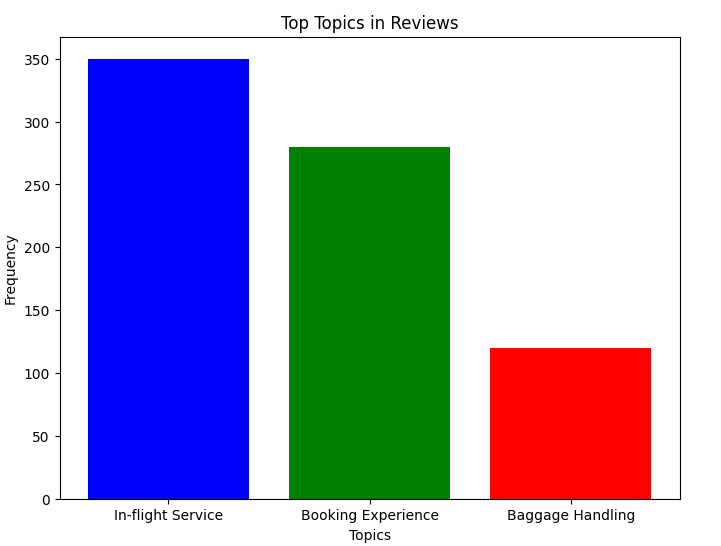 Top Topics in Reviews
350
300
250
200
150
100
50
0
Frequency
In-flight Service
Booking Experience
Baggage Handling
Topics